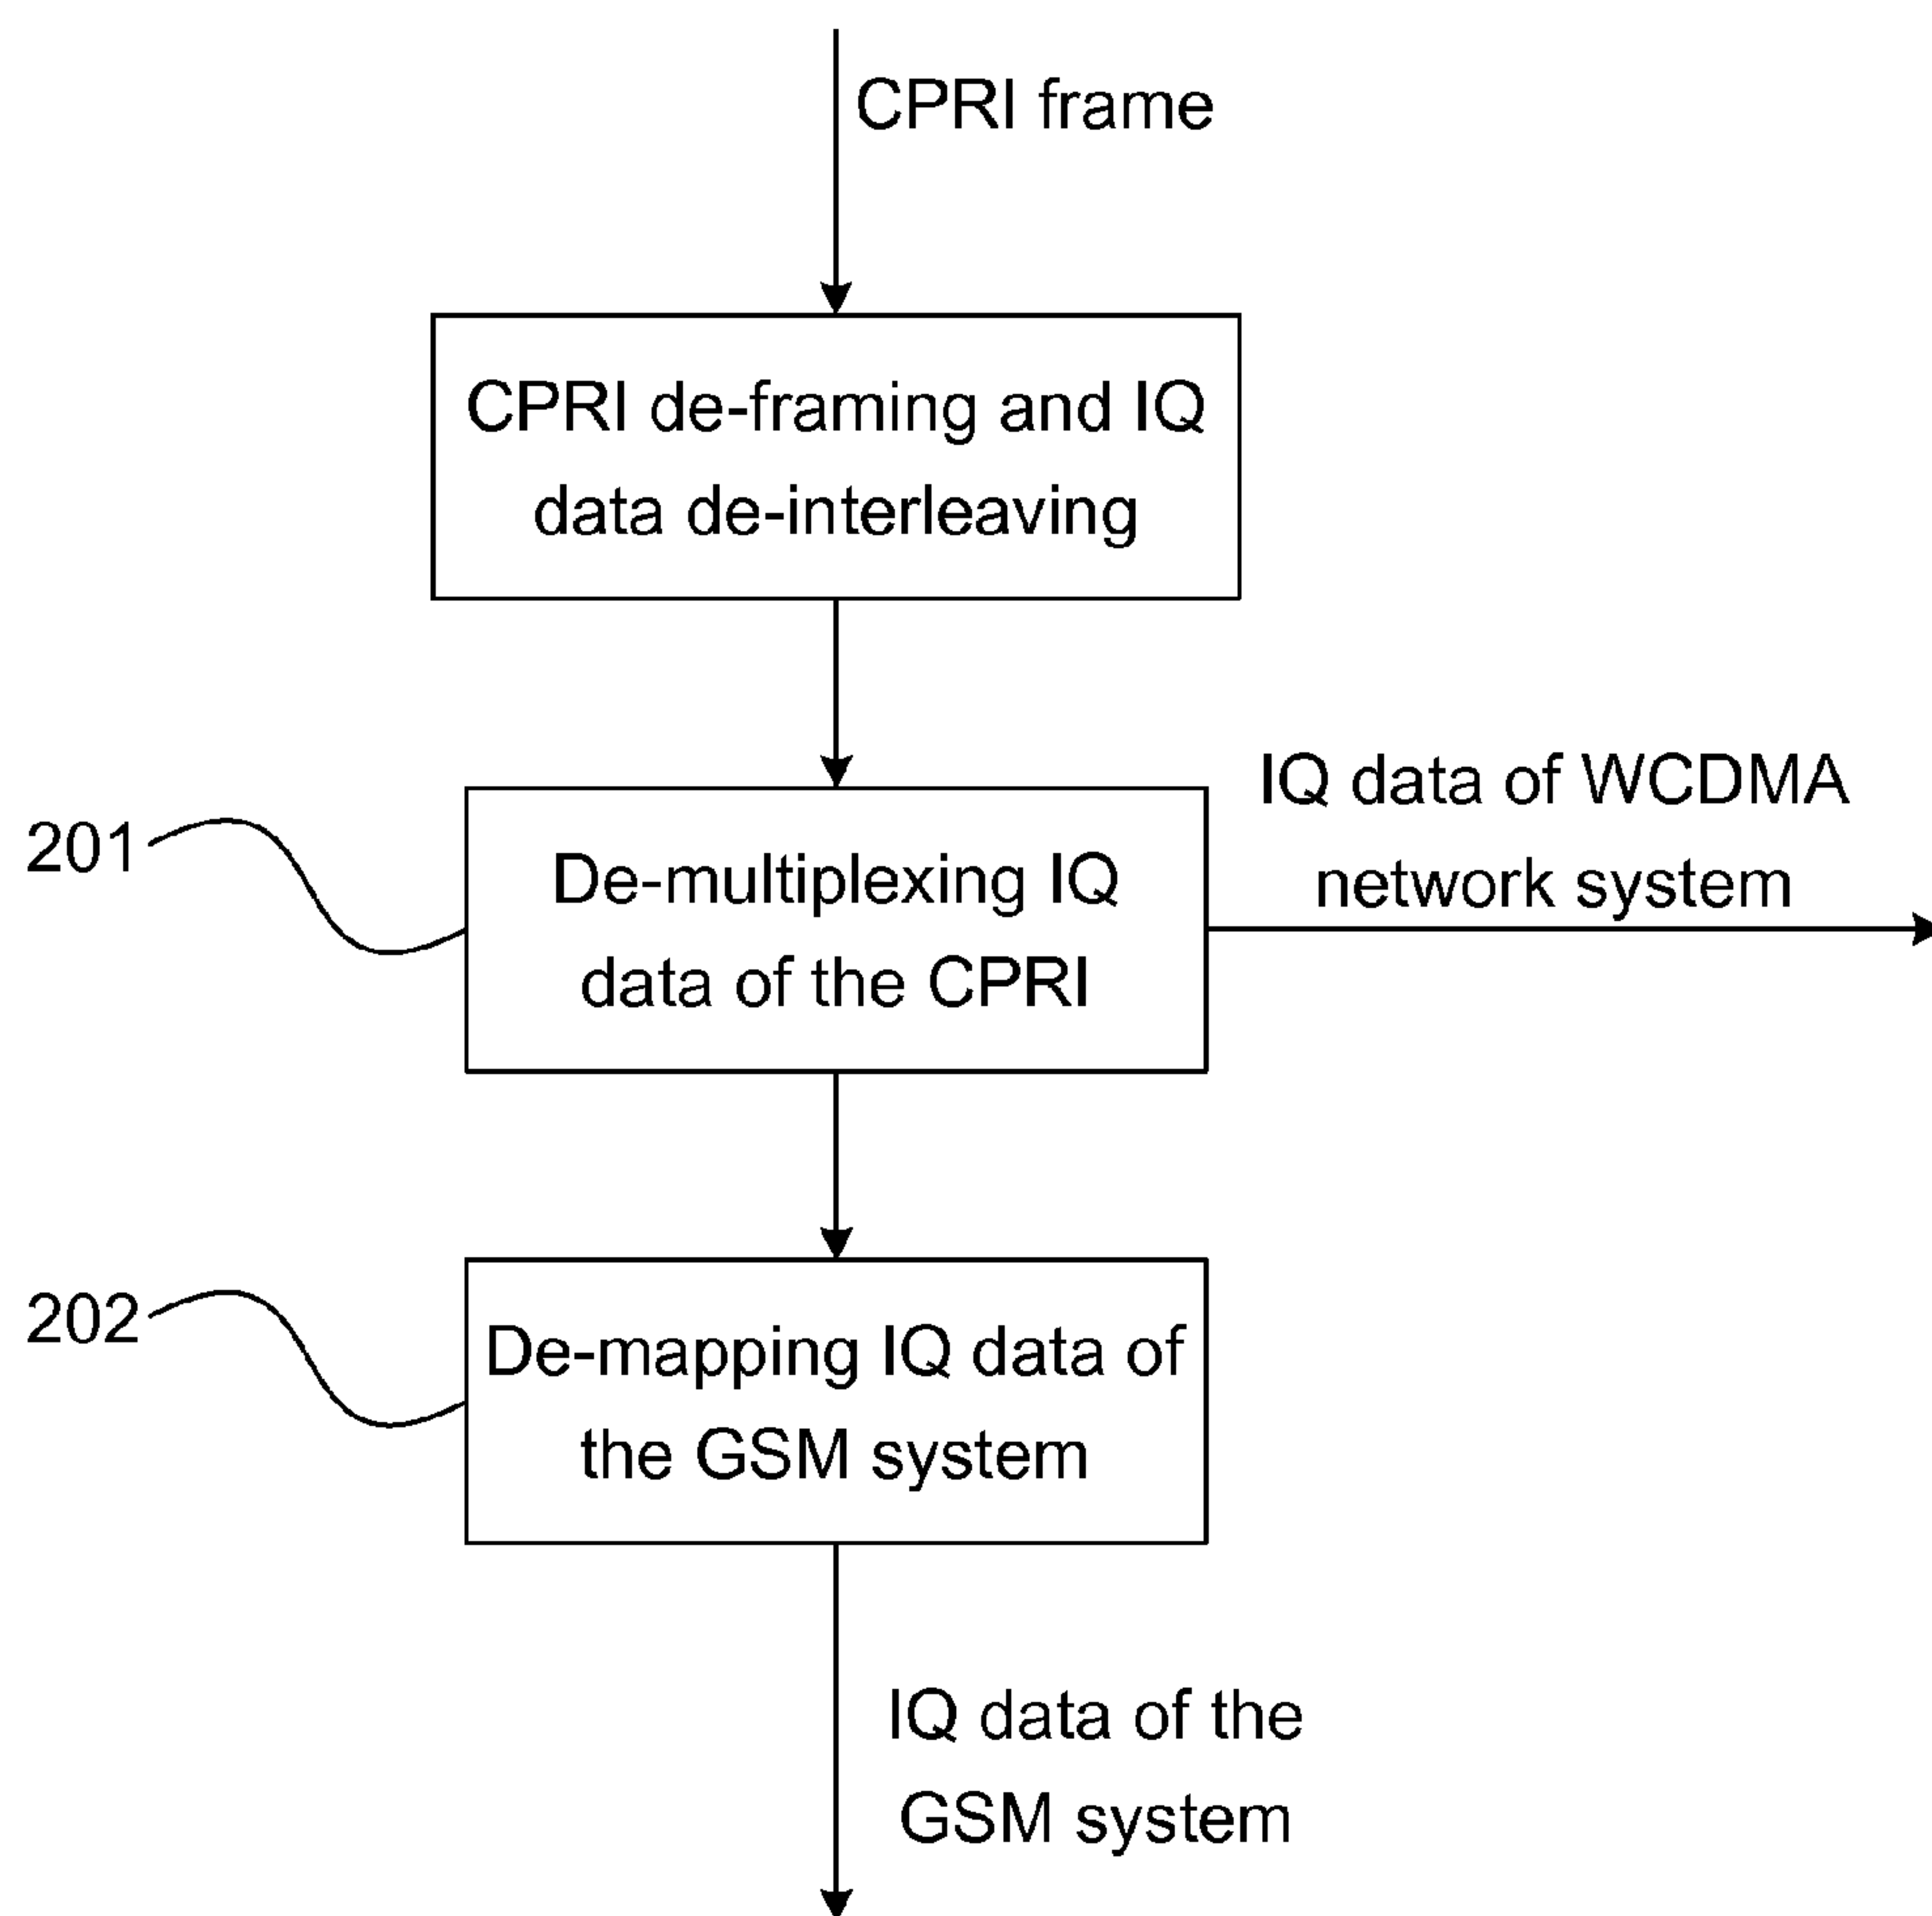 CPRI frame
CPRI de-framing and IQ
data de-interleaving
IQ data of WCDMA
network system
201
De-multiplexing IQ
data of the CPRI
202
De-mapping IQ data of
the GSM system
IQ data of the
GSM system